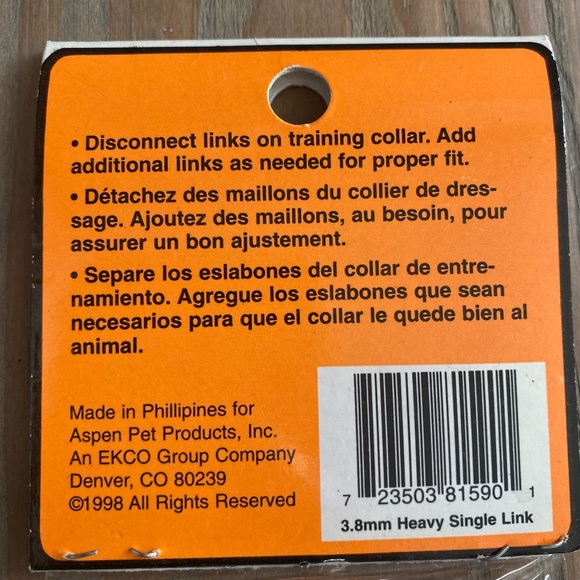 • Disconnect links on training collar. Add
additional links as needed for proper fit.
• Détachez des maillons du collier de dres-
sage. Ajoutez des maillons, au besoin, pour
assurer un bon ajustement.
• Separe los eslabones del collar de entre-
namiento. Agregue los eslabones que sean
necesarios para que el collar le quede bien al
animal.
Made in Phillipines for
Aspen Pet Products, Inc.
An EKCO Group Company
Denver, CO 80239
©1998 All Rights Reserved
7 23503 81590 1
3.8mm Heavy Single Link